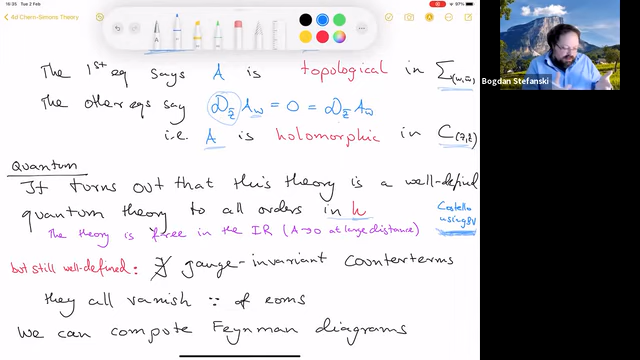 16:35 Tue 2 Feb
97%
4d Chern-Simons Theory
The 1st eq says A is topological in Σ(w,w̄)
The other eqs say 𝒟z̄ Aw = 0 = 𝒟z̄ Aw̄
i.e. A is holomorphic in C(z,z̄)
Bogdan Stefanski
Quantum
It turns out that this theory is a well-defined
quantum theory to all orders in ħ
Costello
using BV
The theory is free in the IR (A→0 at large distance)
but still well-defined: ∄ gauge-invariant counterterms
they all vanish ∵ of eoms
We can compute Feynman diagrams